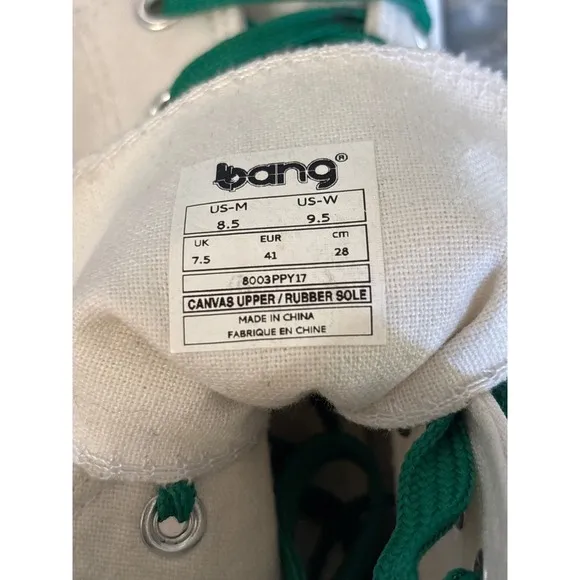 bang®
US-M US-W
8.5 9.5
UK EUR cm
7.5 41 28
8003PPY17
CANVAS UPPER / RUBBER SOLE
MADE IN CHINA
FABRIQUE EN CHINE